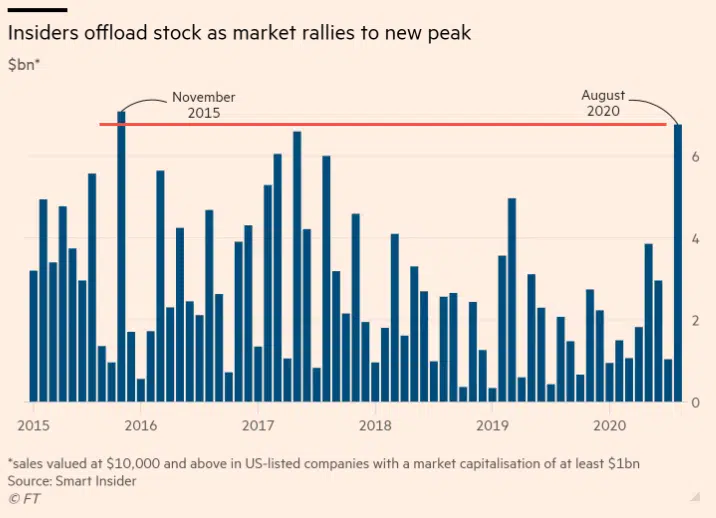 Insiders offload stock as market rallies to new peak
$bn*
November
2015
August
2020
6
4
2
0
2015
2016
2017
2018
2019
2020
*sales valued at $10,000 and above in US-listed companies with a market capitalisation of at least $1bn
Source: Smart Insider
© FT